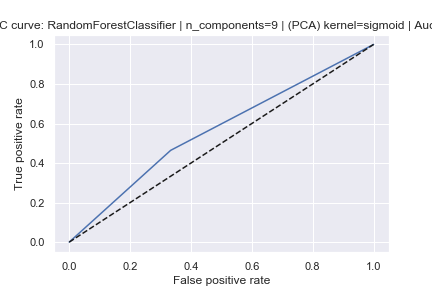 C curve: RandomForestClassifier | n_components=9 | (PCA) kernel=sigmoid | Auc
1.0
0.8
0.6
0.4
0.2
0.0
True positive rate
0.0 0.2 0.4 0.6 0.8 1.0
False positive rate